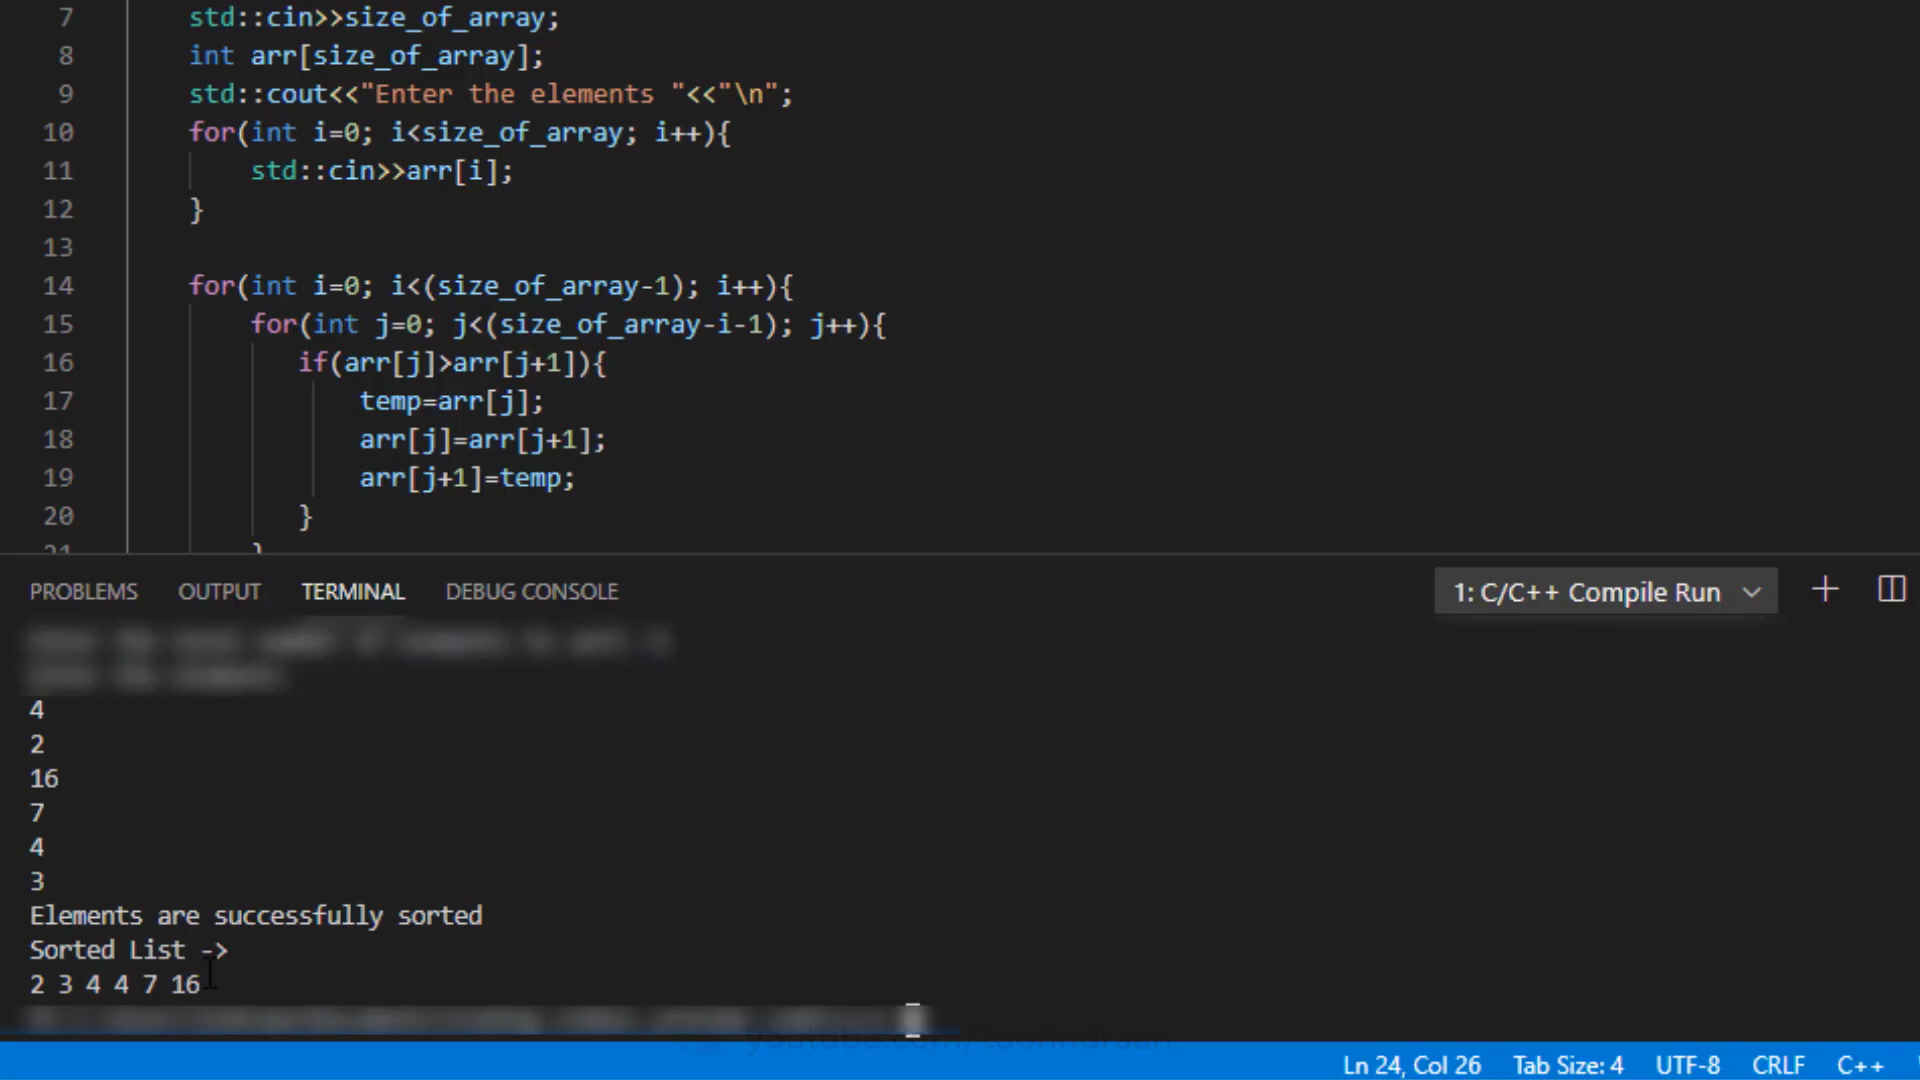 7 std::cin>>size_of_array;
8 int arr[size_of_array];
9 std::cout<<"Enter the elements "<<"\n";
10 for(int i=0; i<size_of_array; i++){
11 std::cin>>arr[i];
12 }
13
14 for(int i=0; i<(size_of_array-1); i++){
15 for(int j=0; j<(size_of_array-i-1); j++){
16 if(arr[j]>arr[j+1]){
17 temp=arr[j];
18 arr[j]=arr[j+1];
19 arr[j+1]=temp;
20 }
21 }
PROBLEMS OUTPUT TERMINAL DEBUG CONSOLE 1: C/C++ Compile Run
4
2
16
7
4
3
Elements are successfully sorted
Sorted List ->
2 3 4 4 7 16
Ln 24, Col 26 Tab Size: 4 UTF-8 CRLF C++